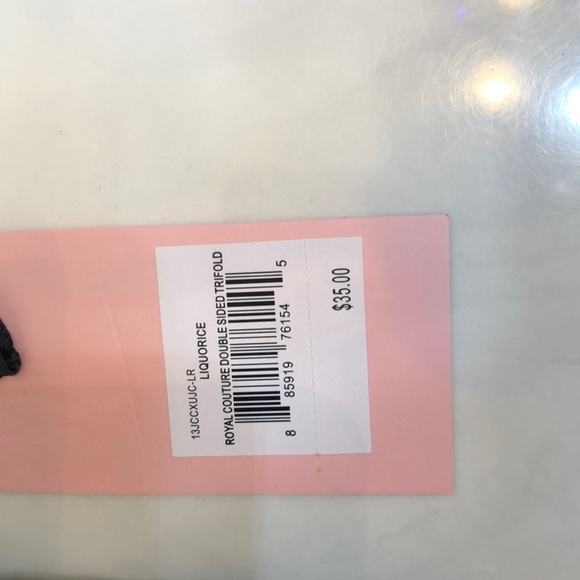 13JCCXUJC-LR
LIQUORICE
ROYAL COUTURE DOUBLE SIDED TRIFOLD
8 85919 76154 5
$35.00